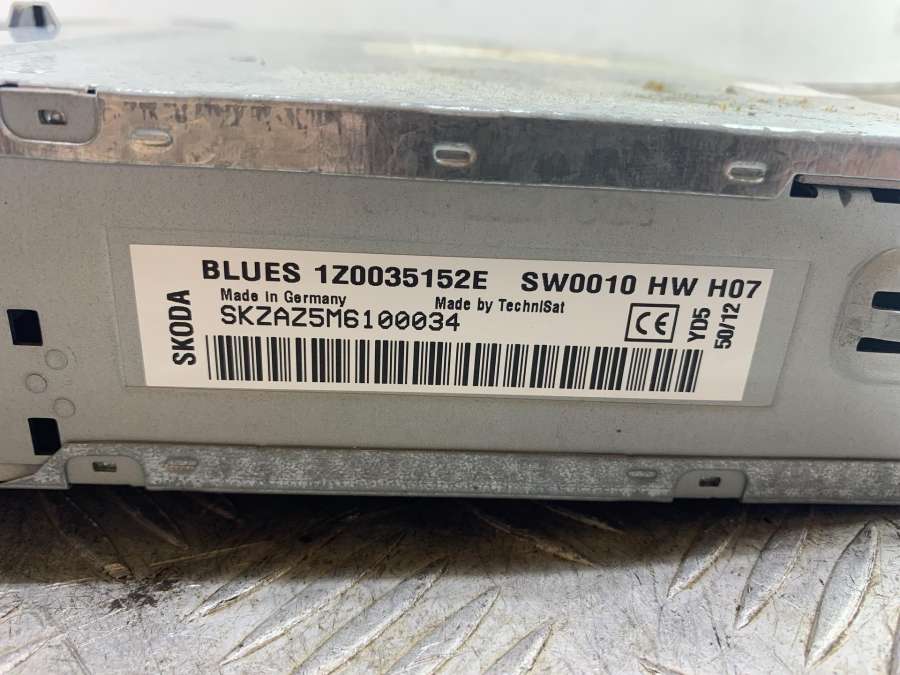 SKODA
BLUES 1Z0035152E SW0010 HW H07
Made in Germany Made by TechniSat
SKZAZ5M6100034
CE
YD5
50/12